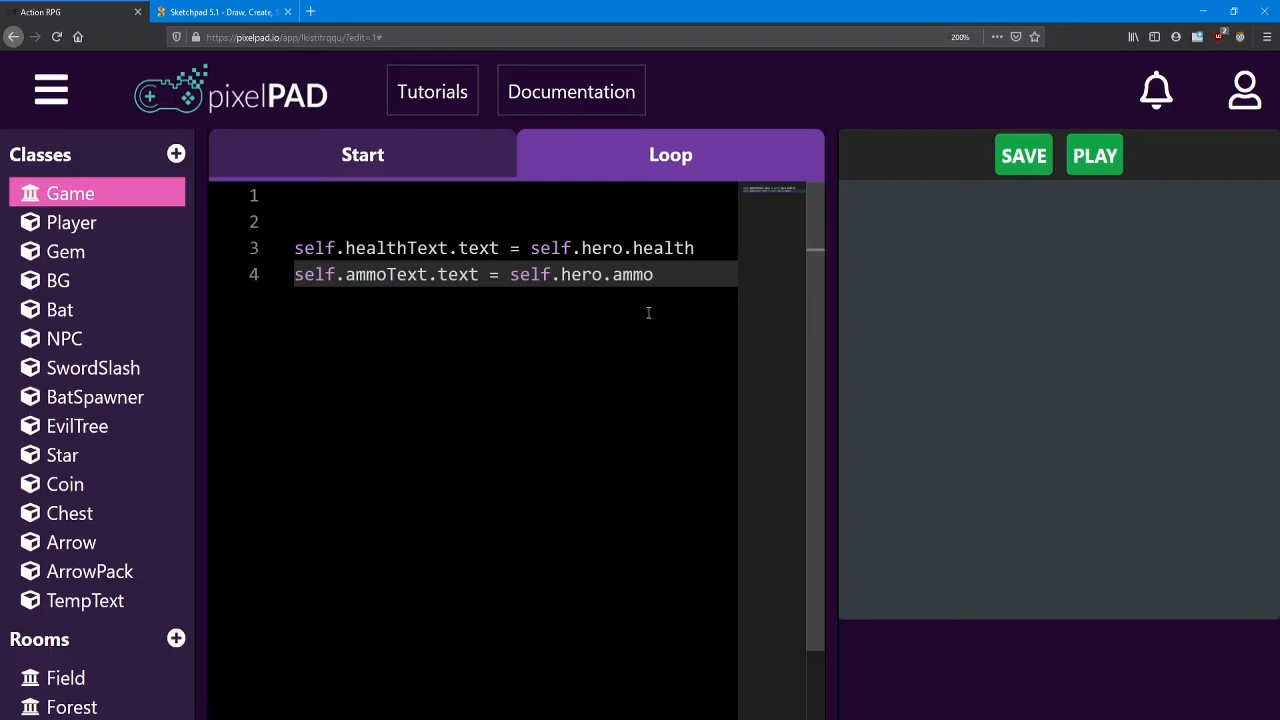 Action RPG
Sketchpad 5.1 - Draw, Create, S
https://pixelpad.io/app/lkistitrqqu/?edit=1#
200%
2
pixelPAD
Tutorials
Documentation
Classes
Start
Loop
SAVE
PLAY
Game
Player
Gem
BG
Bat
NPC
SwordSlash
BatSpawner
EvilTree
Star
Coin
Chest
Arrow
ArrowPack
TempText
Rooms
Field
Forest
1
2
3 self.healthText.text = self.hero.health
4 self.ammoText.text = self.hero.ammo